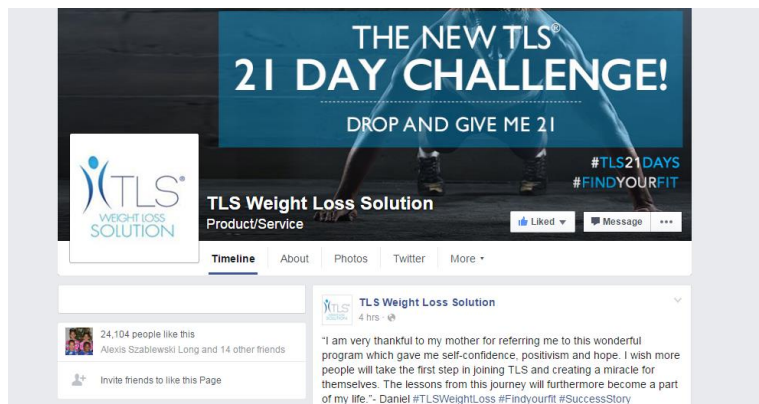 THE NEW TLS®
21 DAY CHALLENGE!
DROP AND GIVE ME 21
#TLS21DAYS
#FINDYOURFIT
TLS®
WEIGHT LOSS
SOLUTION
TLS Weight Loss Solution
Product/Service
Liked
Message
Timeline About Photos Twitter More
24,104 people like this
Alexis Szablewski Long and 14 other friends
Invite friends to like this Page
TLS
TLS Weight Loss Solution
4 hrs ·
“I am very thankful to my mother for referring me to this wonderful
program which gave me self-confidence, positivism and hope. I wish more
people will take the first step in joining TLS and creating a miracle for
themselves. The lessons from this journey will furthermore become a part
of my life.”- Daniel #TLSWeightLoss #Findyourfit #SuccessStory